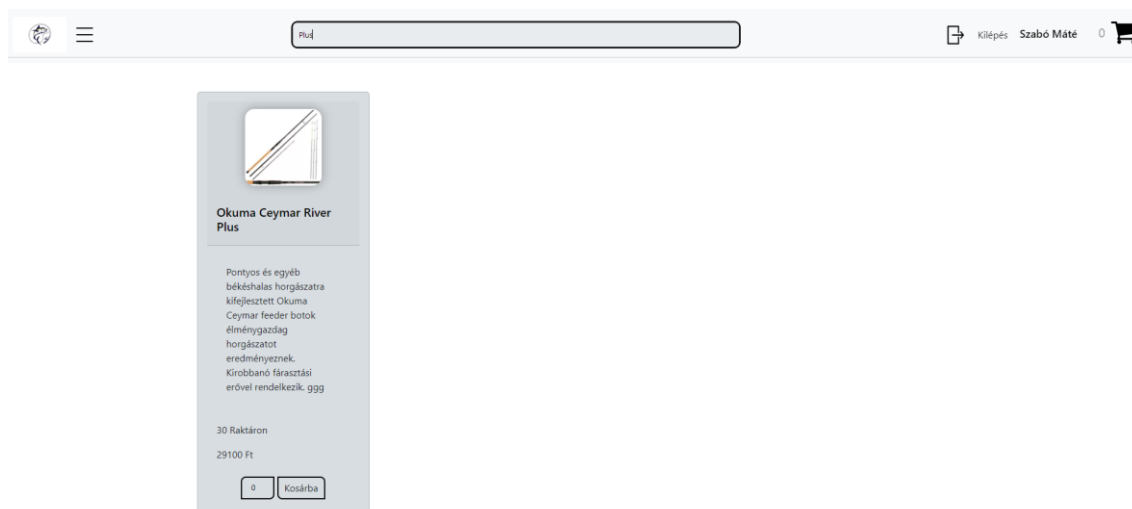 Plus
Kilépés Szabó Máté 0
Okuma Ceymar River
Plus
Pontyos és egyéb
békéshalas horgászatra
kifejlesztett Okuma
Ceymar feeder botok
élménygazdag
horgászatot
eredményeznek.
Kirobbanó fárasztási
erővel rendelkezik. ggg
30 Raktáron
29100 Ft
0 Kosárba